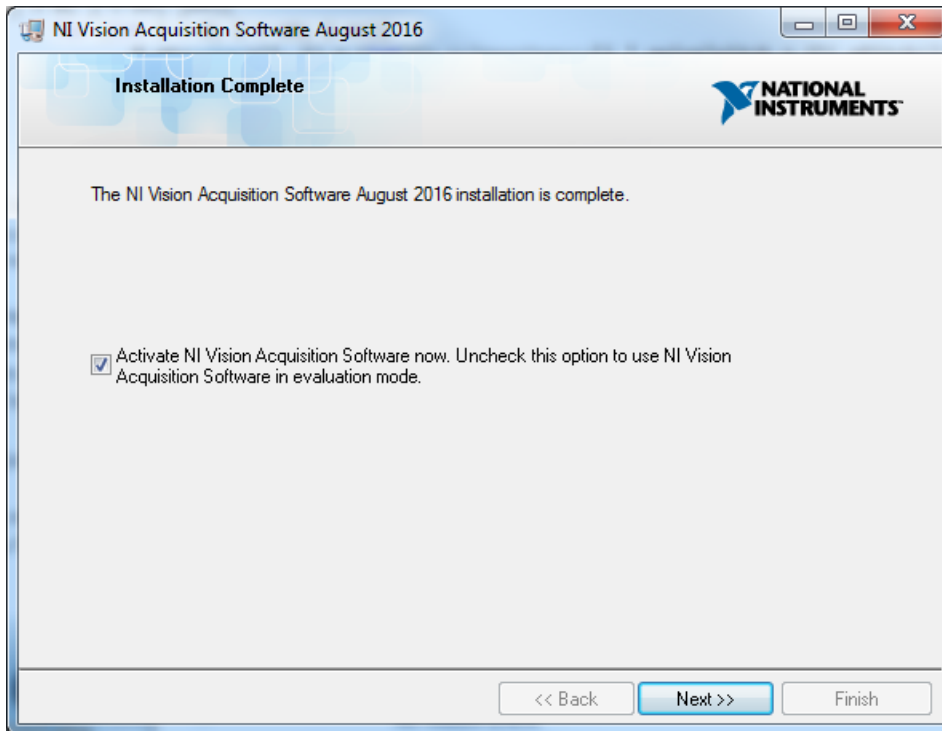 NI Vision Acquisition Software August 2016
Installation Complete
NATIONAL
INSTRUMENTS™
The NI Vision Acquisition Software August 2016 installation is complete.
Activate NI Vision Acquisition Software now. Uncheck this option to use NI Vision
Acquisition Software in evaluation mode.
<< Back
Next >>
Finish